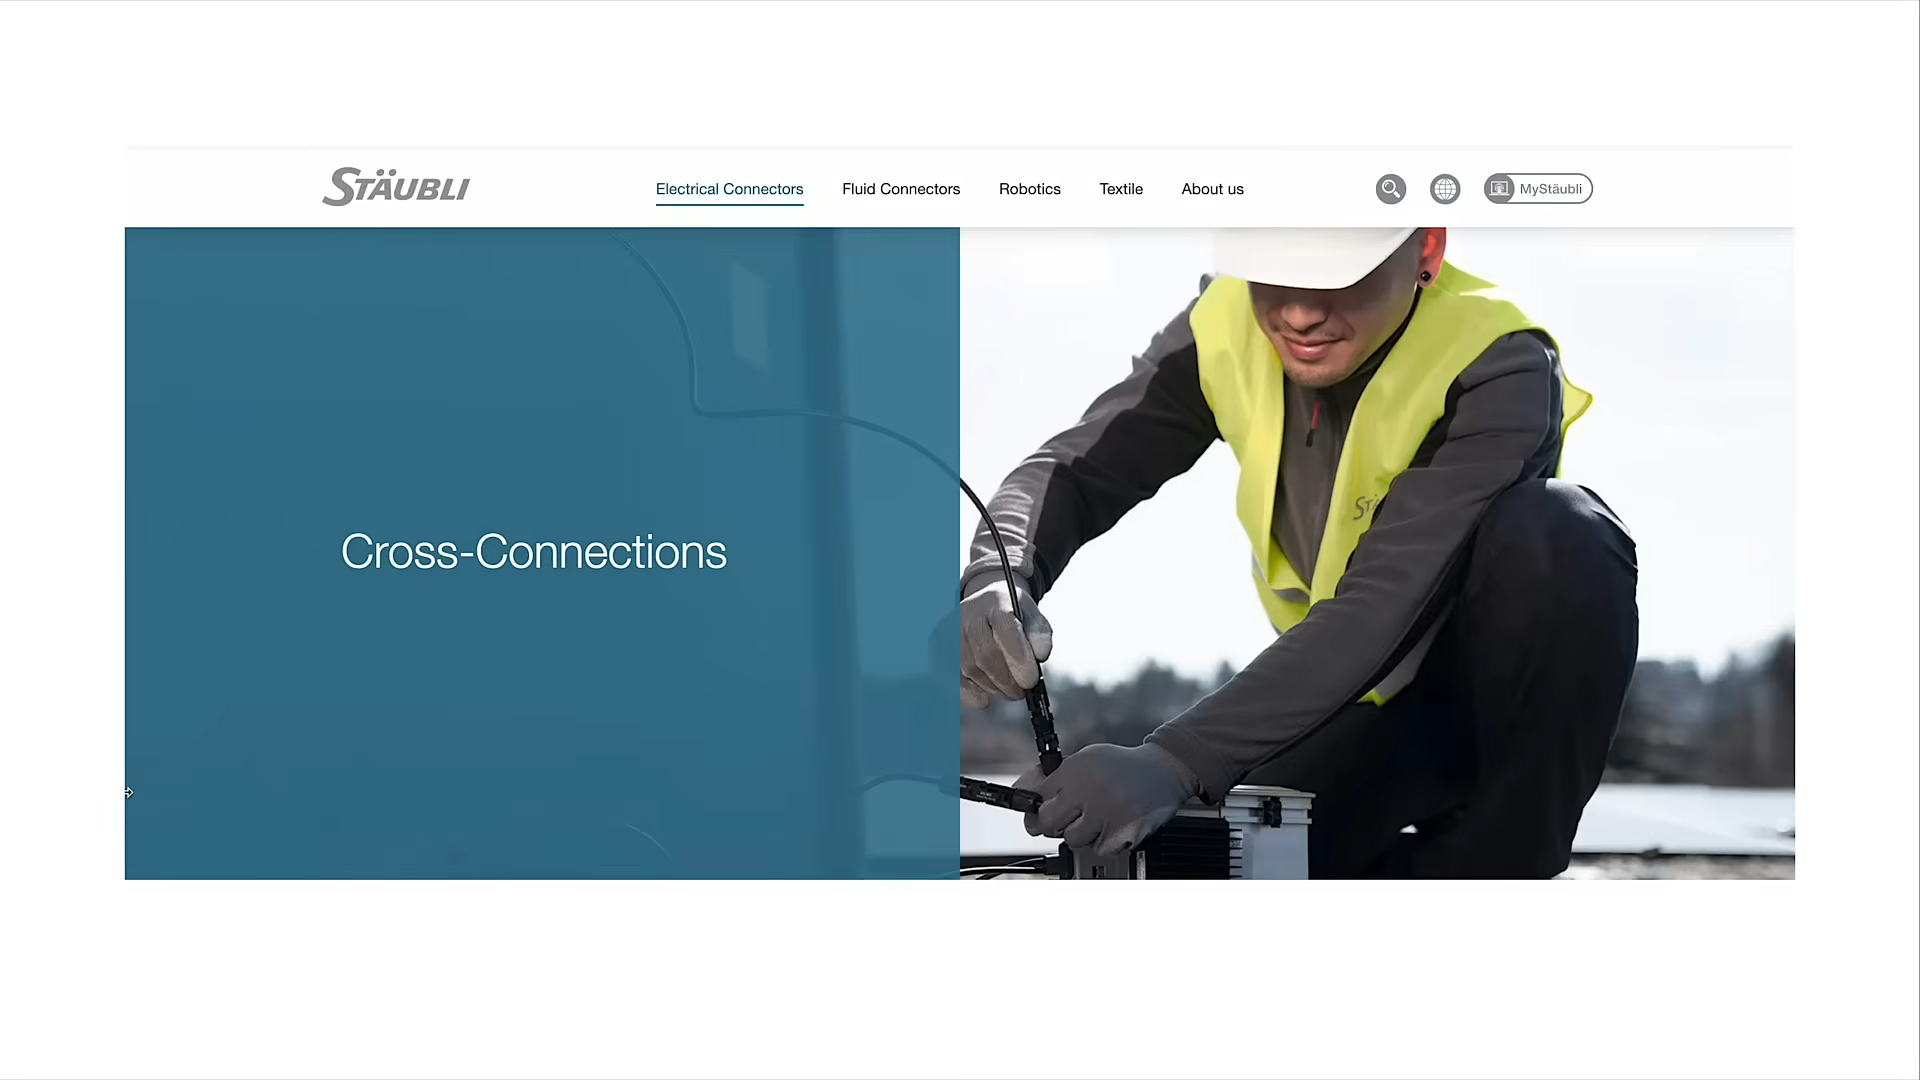 STÄUBLI
Electrical Connectors
Fluid Connectors
Robotics
Textile
About us
MyStäubli
Cross-Connections